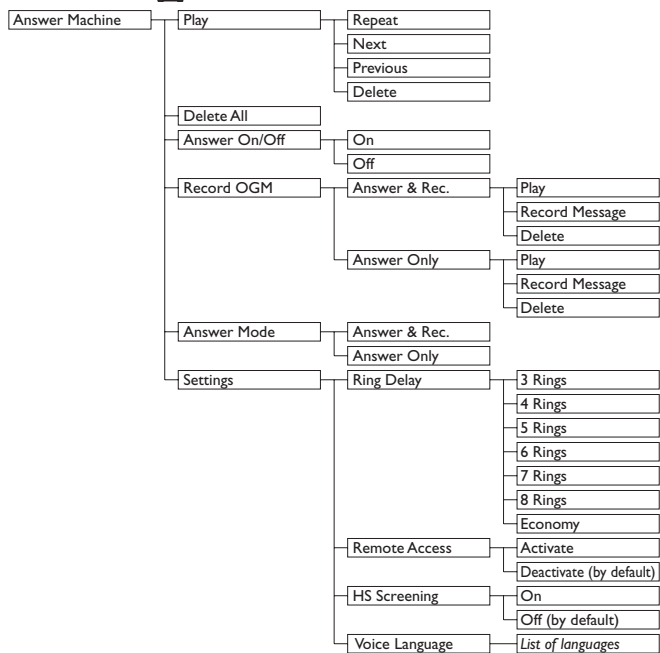 Answer Machine
Play
Repeat
Next
Previous
Delete
Delete All
Answer On/Off
On
Off
Record OGM
Answer & Rec.
Play
Record Message
Delete
Answer Only
Play
Record Message
Delete
Answer Mode
Answer & Rec.
Answer Only
Settings
Ring Delay
3 Rings
4 Rings
5 Rings
6 Rings
7 Rings
8 Rings
Economy
Remote Access
Activate
Deactivate (by default)
HS Screening
On
Off (by default)
Voice Language
List of languages